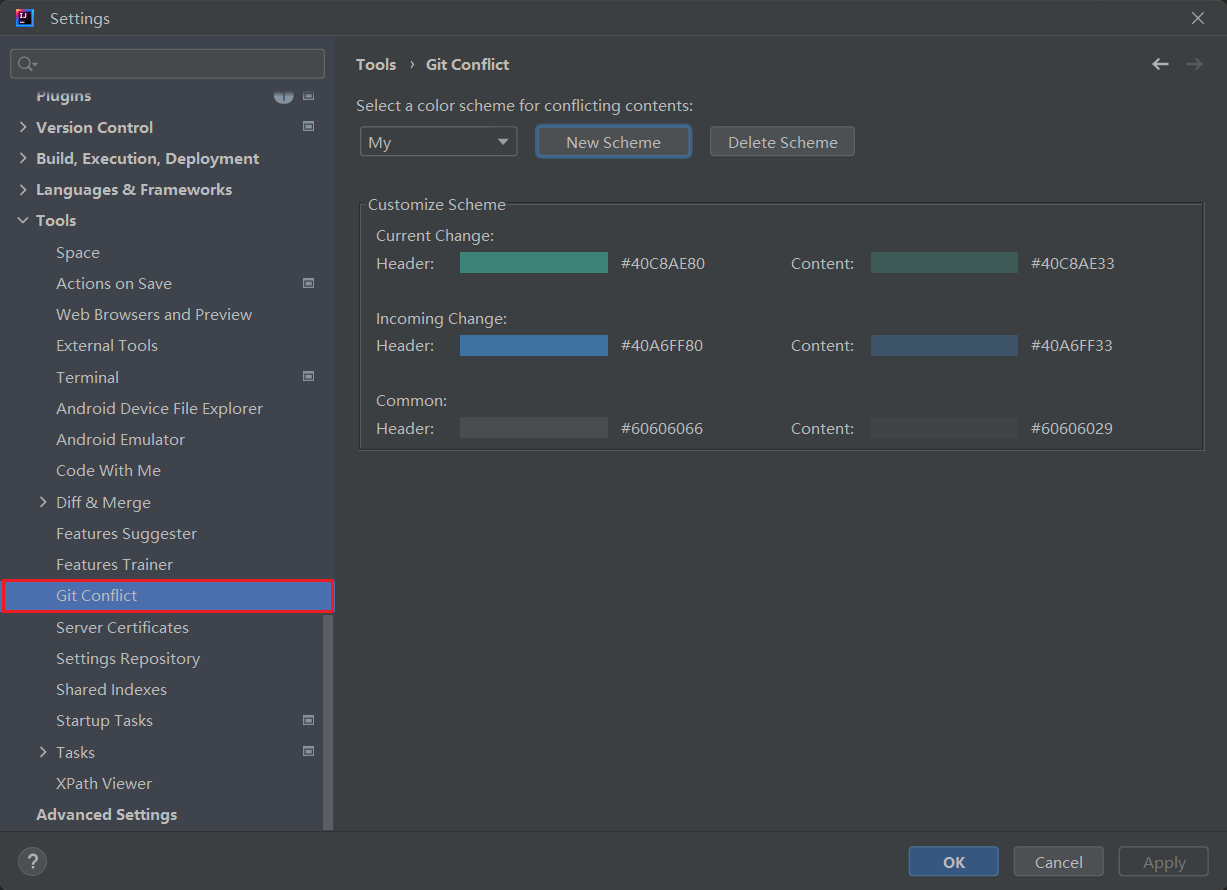 Settings
Plugins
Version Control
Build, Execution, Deployment
Languages & Frameworks
Tools
Space
Actions on Save
Web Browsers and Preview
External Tools
Terminal
Android Device File Explorer
Android Emulator
Code With Me
Diff & Merge
Features Suggester
Features Trainer
Git Conflict
Server Certificates
Settings Repository
Shared Indexes
Startup Tasks
Tasks
XPath Viewer
Advanced Settings
Tools › Git Conflict
Select a color scheme for conflicting contents:
My New Scheme Delete Scheme
Customize Scheme
Current Change:
Header: #40C8AE80 Content: #40C8AE33
Incoming Change:
Header: #40A6FF80 Content: #40A6FF33
Common:
Header: #60606066 Content: #60606029
? OK Cancel Apply